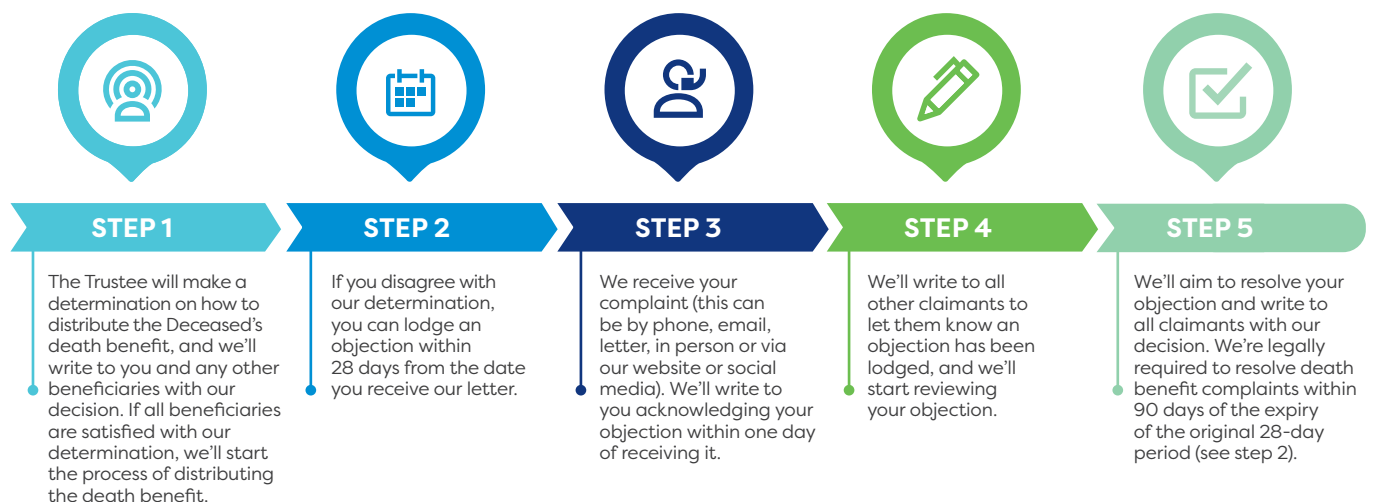 STEP 1
The Trustee will make a
determination on how to
distribute the Deceased's
death benefit, and we'll
write to you and any other
beneficiaries with our
decision. If all beneficiaries
are satisfied with our
determination, we'll start
the process of distributing
the death benefit.
STEP 2
If you disagree with
our determination,
you can lodge an
objection within
28 days from the date
you receive our letter.
STEP 3
We receive your
complaint (this can
be by phone, email,
letter, in person or via
our website or social
media). We'll write to
you acknowledging your
objection within one day
of receiving it.
STEP 4
We'll write to all
other claimants to
let them know an
objection has been
lodged, and we'll
start reviewing
your objection.
STEP 5
We'll aim to resolve your
objection and write to
all claimants with our
decision. We're legally
required to resolve death
benefit complaints within
90 days of the expiry
of the original 28-day
period (see step 2).